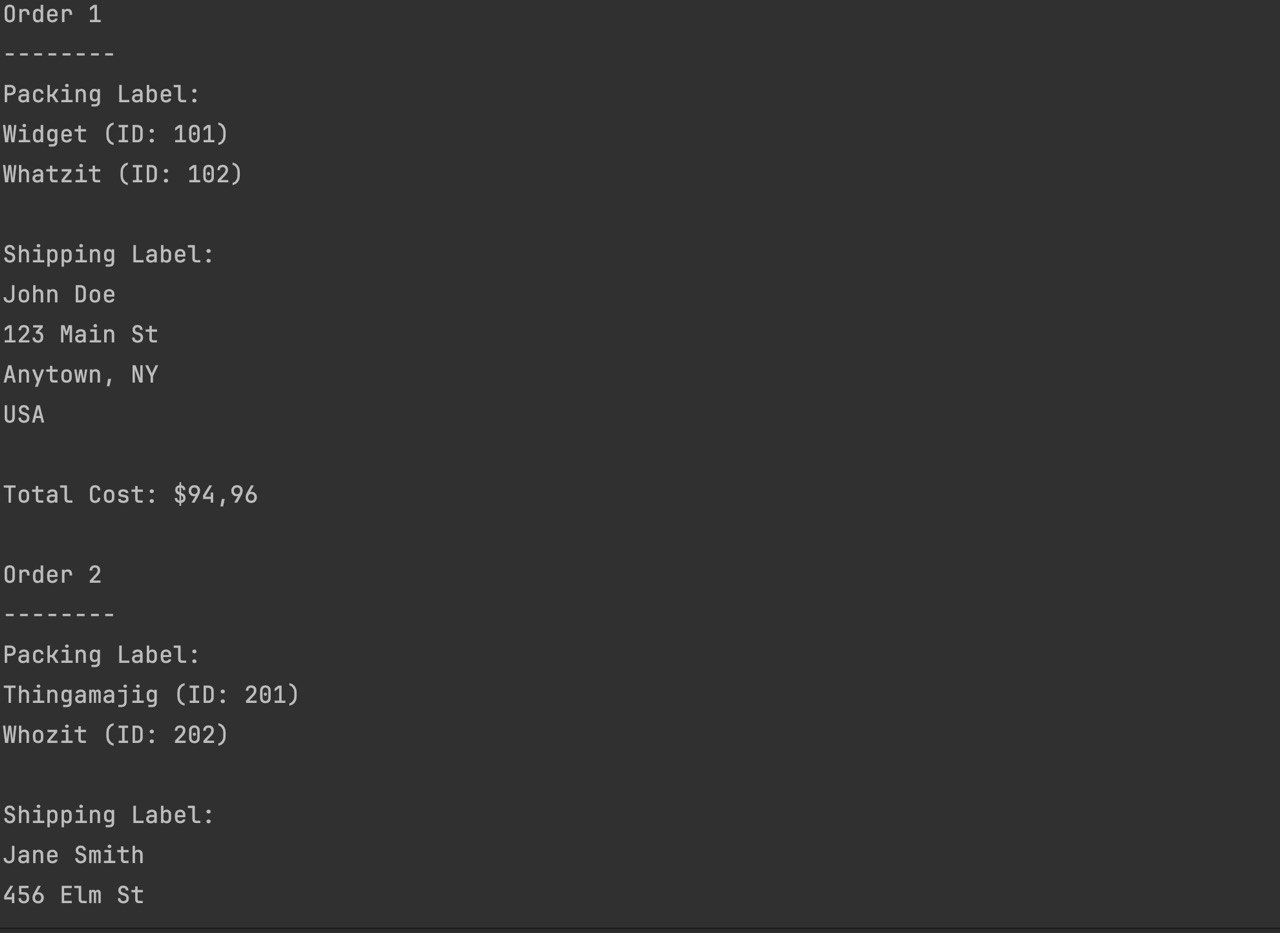 Order 1
--------
Packing Label:
Widget (ID: 101)
Whatzit (ID: 102)
Shipping Label:
John Doe
123 Main St
Anytown, NY
USA
Total Cost: $94,96
Order 2
--------
Packing Label:
Thingamajig (ID: 201)
Whozit (ID: 202)
Shipping Label:
Jane Smith
456 Elm St